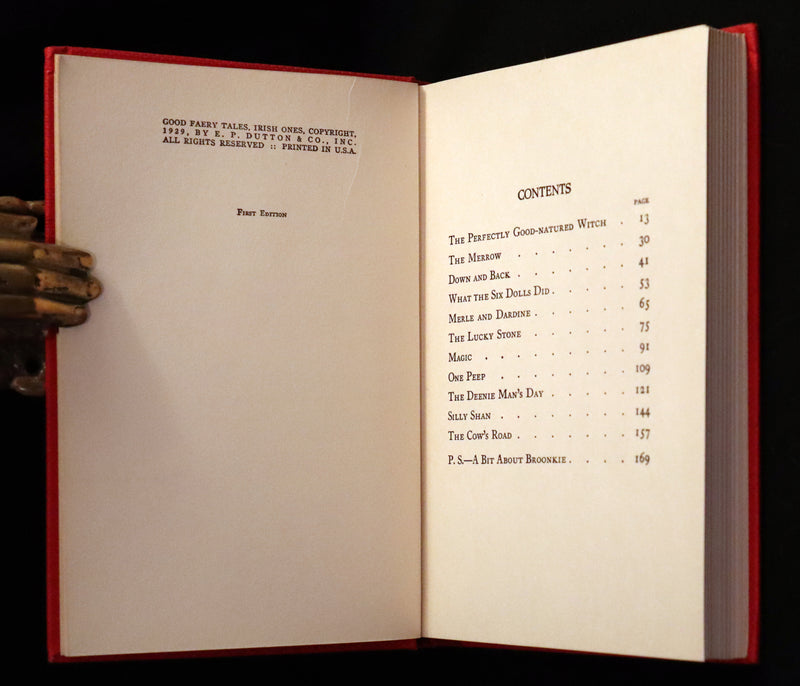 GOOD FAERY TALES, IRISH ONES, COPYRIGHT,
1929, BY E. P. DUTTON & CO., INC.
ALL RIGHTS RESERVED :: PRINTED IN U.S.A.
First Edition
CONTENTS
PAGE
The Perfectly Good-natured Witch . 13
The Merrow . . . . . . . 30
Down and Back . . . . . . 41
What the Six Dolls Did . . . . 53
Merle and Dardine . . . . . 65
The Lucky Stone . . . . . 75
Magic . . . . . . . . 91
One Peep . . . . . . . 109
The Deenie Man's Day . . . . 121
Silly Shan . . . . . . . 144
The Cow's Road . . . . . . 157
P. S.—A Bit About Broonkie . . . . 169